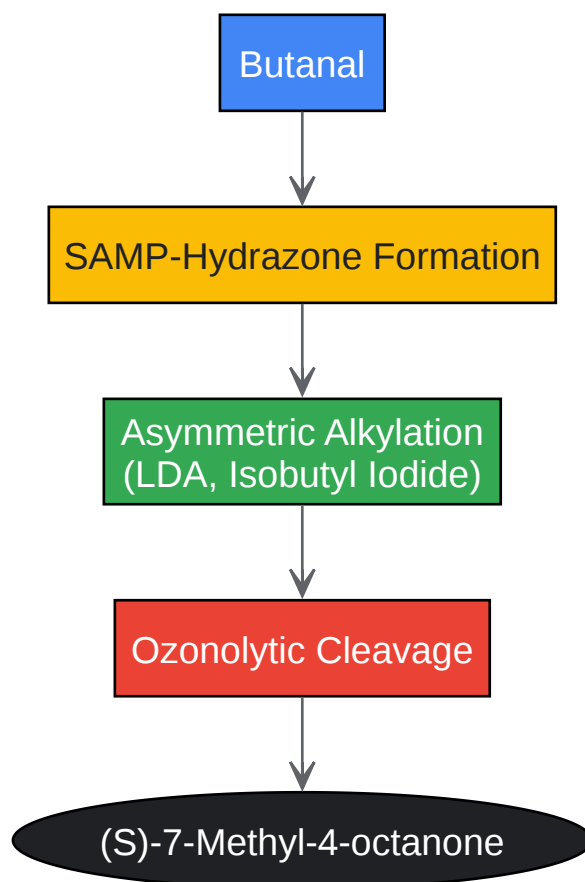 Butanal
SAMP-Hydrazone Formation
Asymmetric Alkylation
(LDA, Isobutyl Iodide)
Ozonolytic Cleavage
(S)-7-Methyl-4-octanone